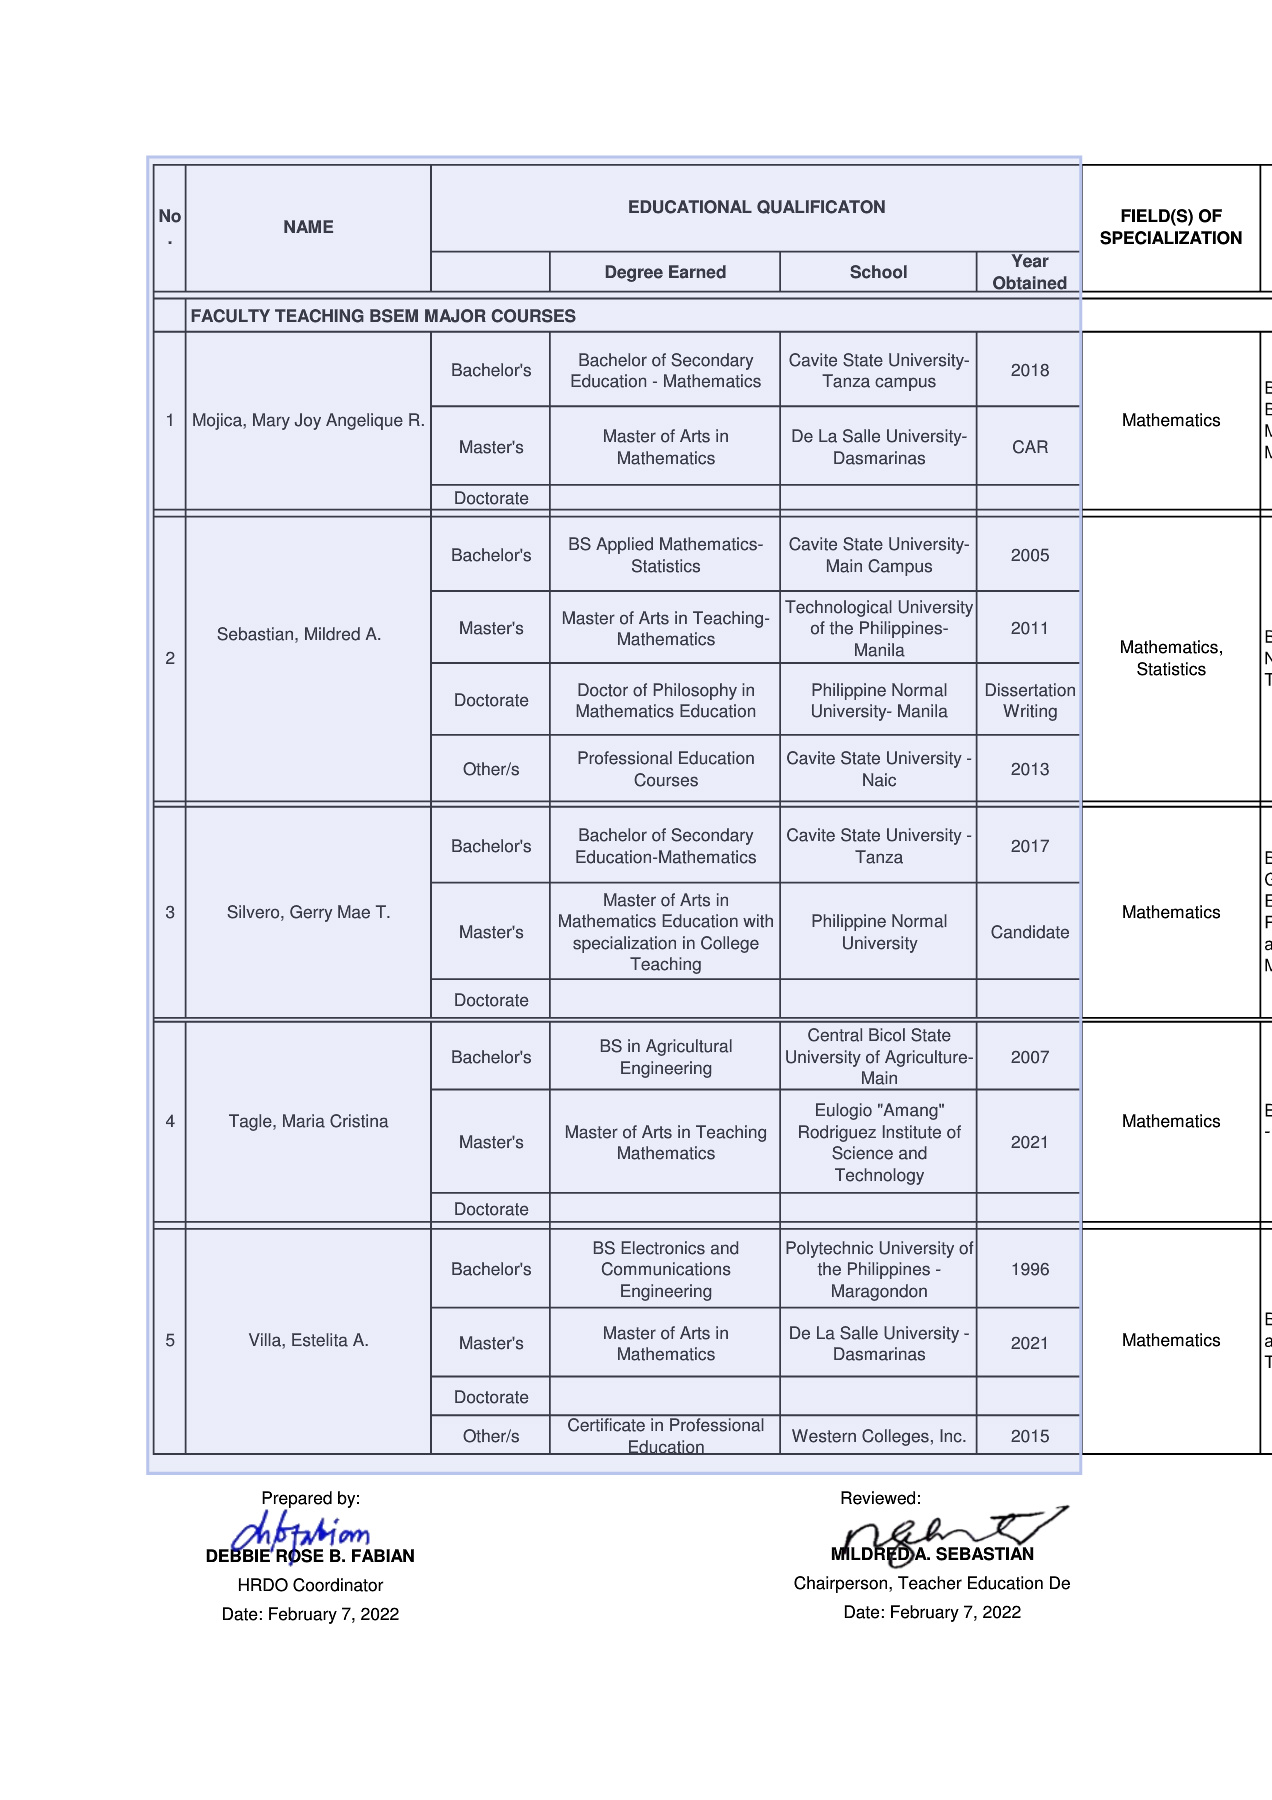 No
.
NAME
EDUCATIONAL QUALIFICATON
FIELD(S) OF
SPECIALIZATION
Degree Earned
School
Year
Obtained
FACULTY TEACHING BSEM MAJOR COURSES
1
Mojica, Mary Joy Angelique R.
Bachelor's
Bachelor of Secondary
Education - Mathematics
Cavite State University-
Tanza campus
2018
Master's
Master of Arts in
Mathematics
De La Salle University-
Dasmarinas
CAR
Doctorate
Mathematics
2
Sebastian, Mildred A.
Bachelor's
BS Applied Mathematics-
Statistics
Cavite State University-
Main Campus
2005
Master's
Master of Arts in Teaching-
Mathematics
Technological University
of the Philippines-
Manila
2011
Doctorate
Doctor of Philosophy in
Mathematics Education
Philippine Normal
University- Manila
Dissertation
Writing
Other/s
Professional Education
Courses
Cavite State University -
Naic
2013
Mathematics,
Statistics
3
Silvero, Gerry Mae T.
Bachelor's
Bachelor of Secondary
Education-Mathematics
Cavite State University -
Tanza
2017
Master's
Master of Arts in
Mathematics Education with
specialization in College
Teaching
Philippine Normal
University
Candidate
Doctorate
Mathematics
4
Tagle, Maria Cristina
Bachelor's
BS in Agricultural
Engineering
Central Bicol State
University of Agriculture-
Main
2007
Master's
Master of Arts in Teaching
Mathematics
Eulogio "Amang"
Rodriguez Institute of
Science and
Technology
2021
Doctorate
Mathematics
5
Villa, Estelita A.
Bachelor's
BS Electronics and
Communications
Engineering
Polytechnic University of
the Philippines -
Maragondon
1996
Master's
Master of Arts in
Mathematics
De La Salle University -
Dasmarinas
2021
Doctorate
Other/s
Certificate in Professional
Education
Western Colleges, Inc.
2015
Mathematics
Prepared by:
DEBBIE ROSE B. FABIAN
HRDO Coordinator
Date: February 7, 2022
Reviewed:
MILDRED A. SEBASTIAN
Chairperson, Teacher Education De
Date: February 7, 2022